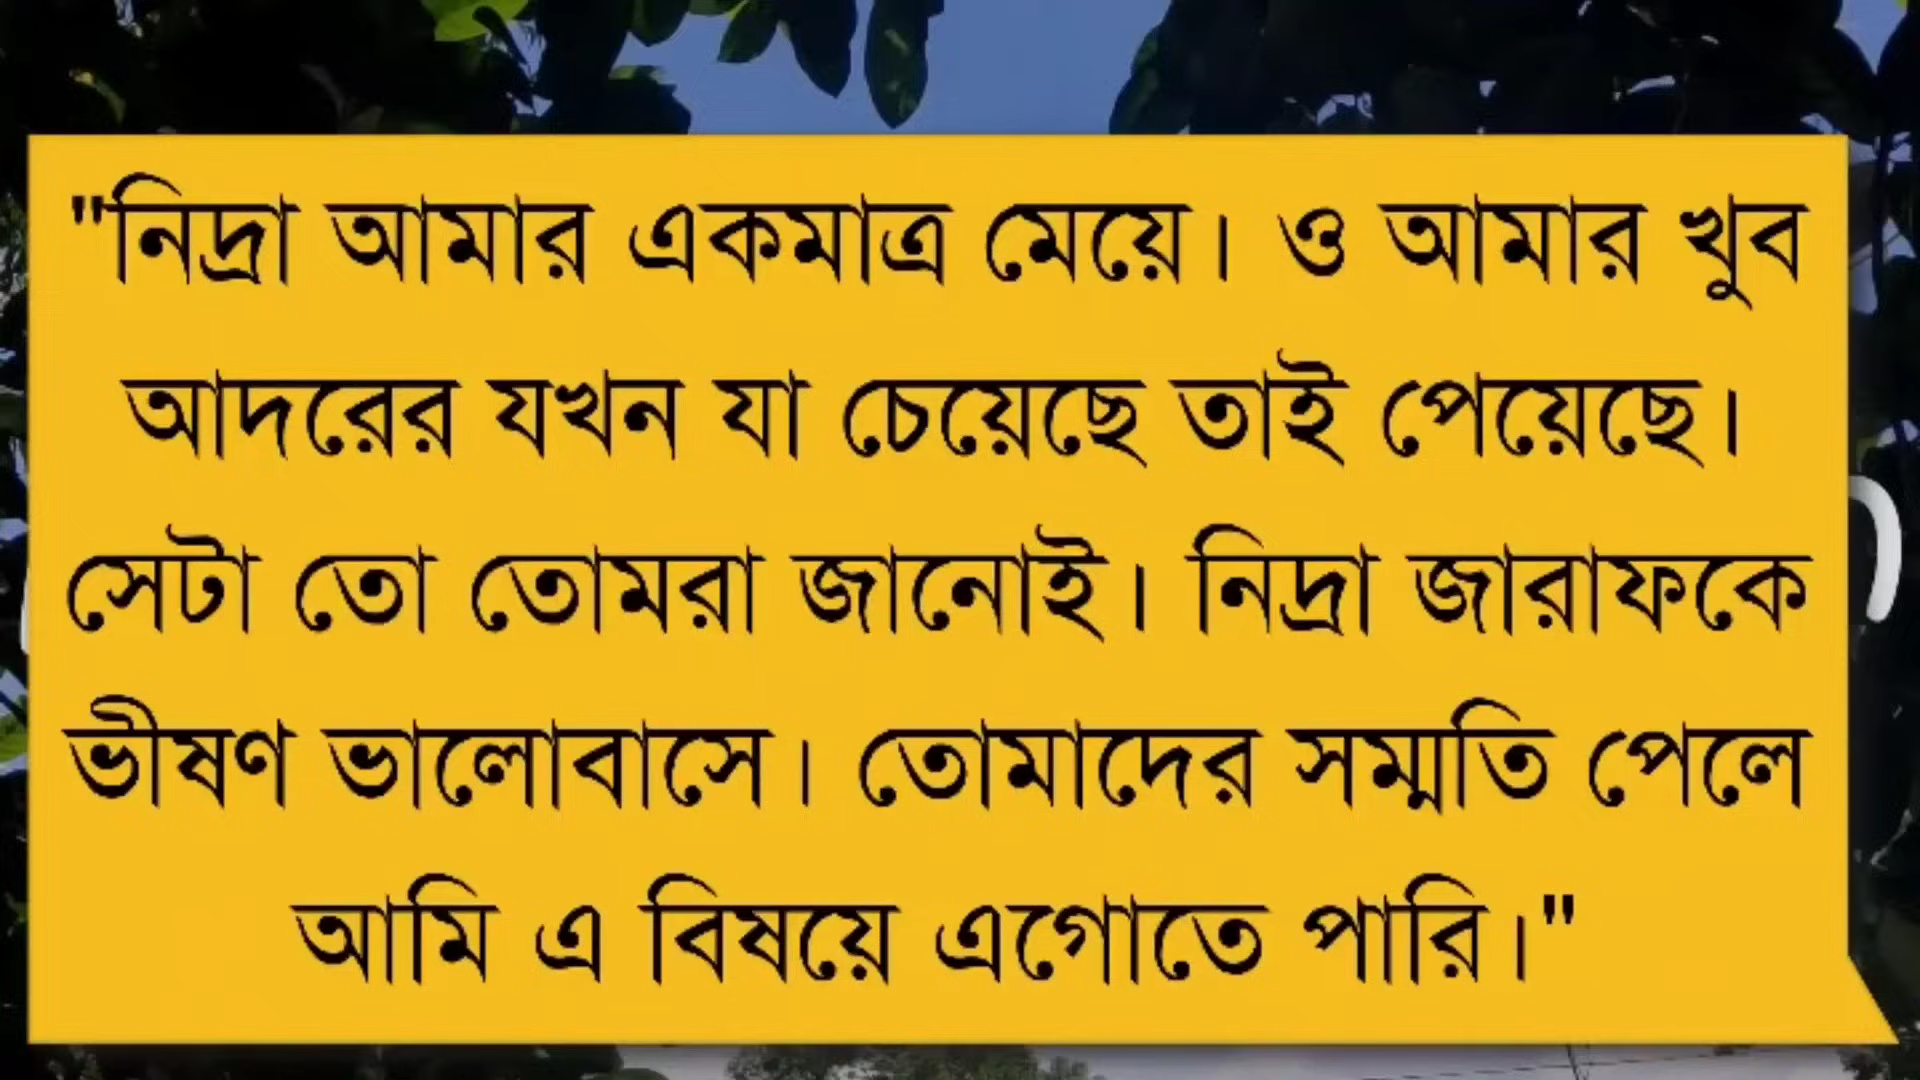 "নিদ্রা আমার একমাত্র মেয়ে। ও আমার খুব
আদরের যখন যা চেয়েছে তাই পেয়েছে।
সেটা তো তোমরা জানোই। নিদ্রা জারাফকে
ভীষণ ভালোবাসে। তোমাদের সম্মতি পেলে
আমি এ বিষয়ে এগোতে পারি।"